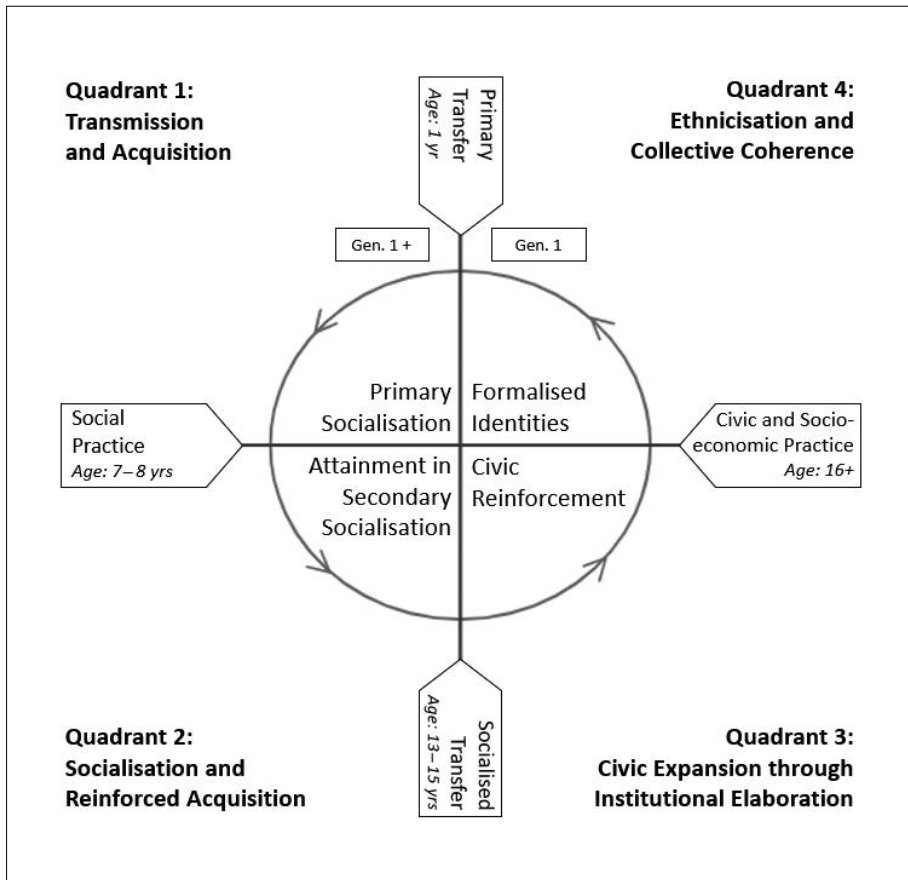 Quadrant 1:
Transmission
and Acquisition
Primary
Transfer
Age: 1 yr
Quadrant 4:
Ethnicisation and
Collective Coherence
Gen. 1 +
Gen. 1
Primary
Socialisation
Formalised
Identities
Social
Practice
Age: 7–8 yrs
Civic and Socio-
economic Practice
Age: 16+
Attainment in
Secondary
Socialisation
Civic
Reinforcement
Quadrant 2:
Socialisation and
Reinforced Acquisition
Socialised
Transfer
Age: 13–15 yrs
Quadrant 3:
Civic Expansion through
Institutional Elaboration